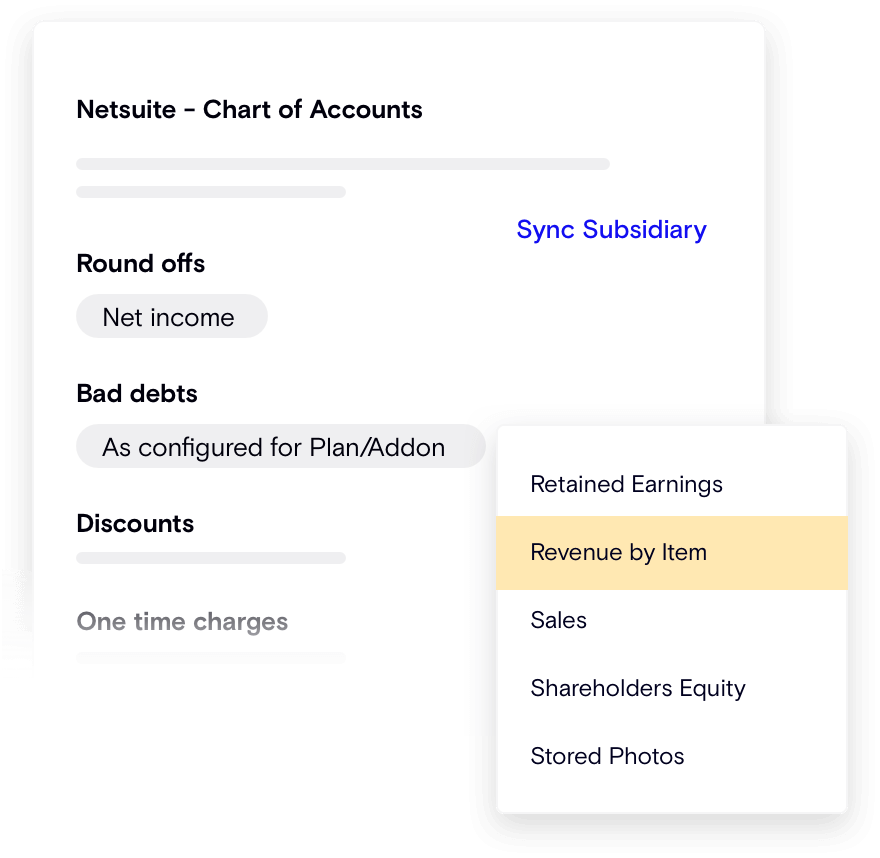 Netsuite - Chart of Accounts
Sync Subsidiary
Round offs
Net income
Bad debts
As configured for Plan/Addon
Discounts
One time charges
Retained Earnings
Revenue by Item
Sales
Shareholders Equity
Stored Photos